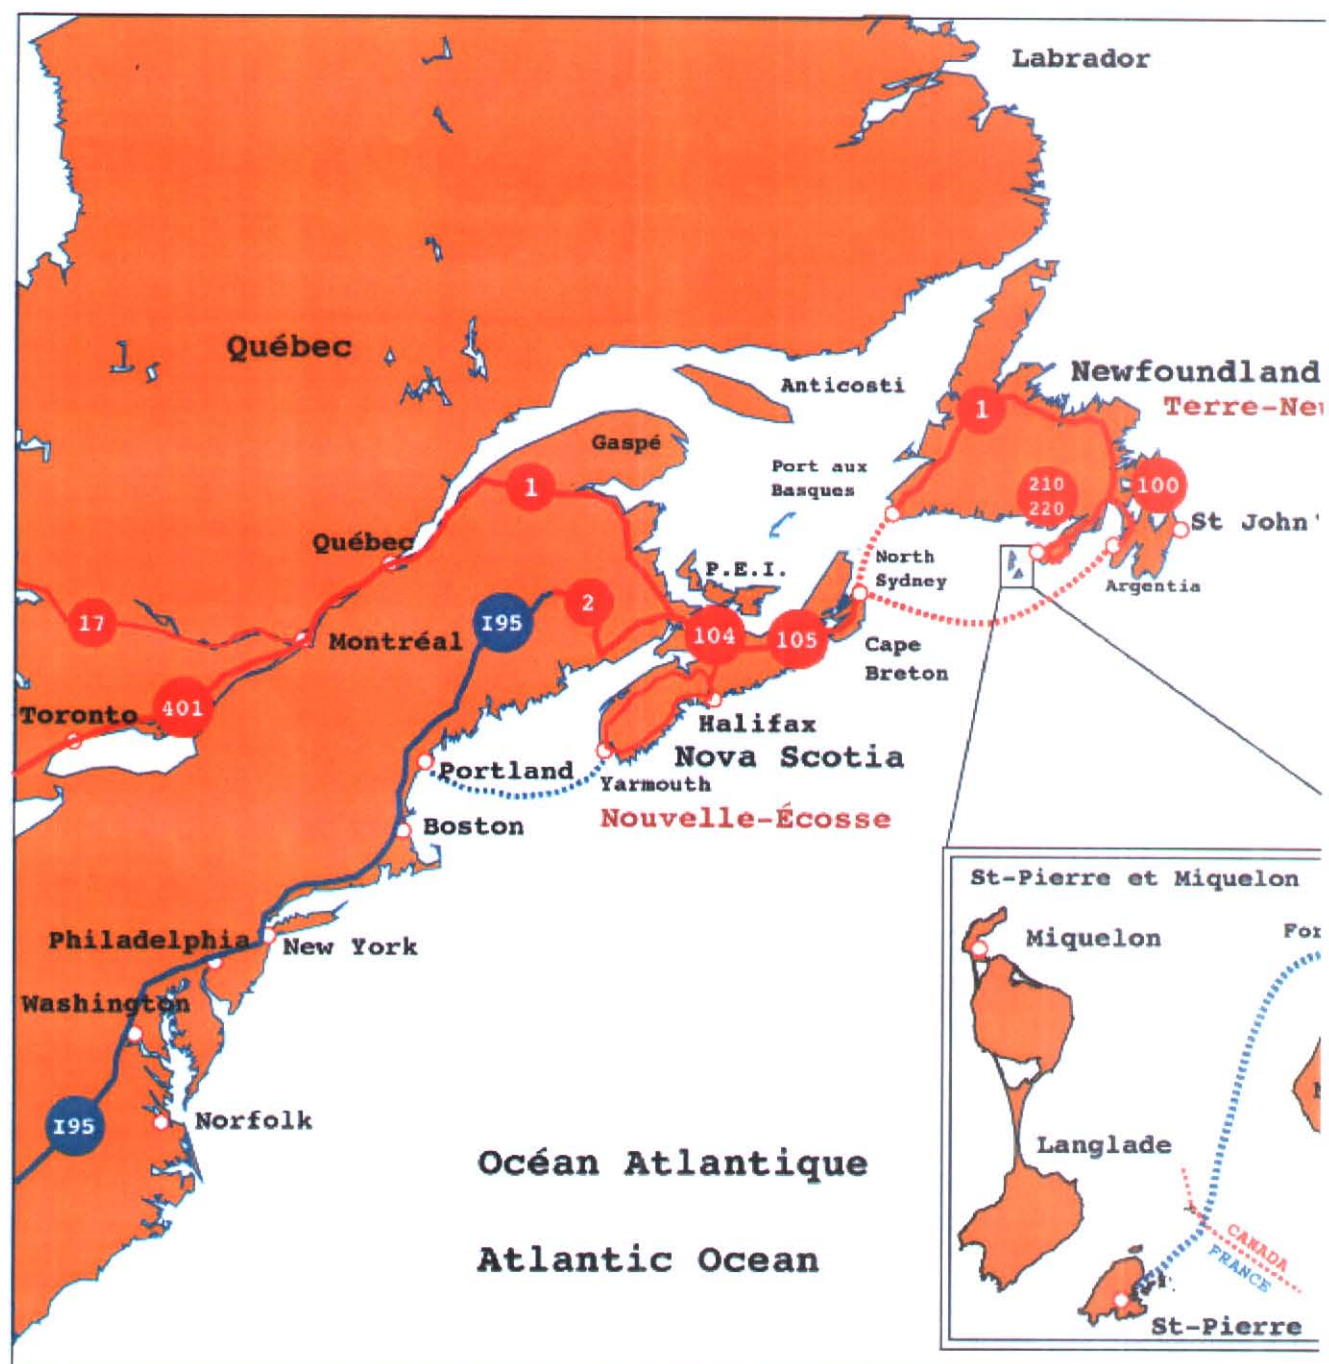 Labrador
Québec
Anticosti
Newfoundland
Terre-Neu
1
Gaspé
Port aux
Basques
1
210
220
100
St John'
Québec
North
Sydney
P.E.I.
Argentia
17
I95
2
104
105
Montréal
Cape
Breton
401
Toronto
Halifax
Nova Scotia
Portland
Yarmouth
Nouvelle-Écosse
Boston
St-Pierre et Miquelon
Philadelphia
New York
Miquelon
For
Washington
I95
Norfolk
Langlade
Océan Atlantique
CANADA
FRANCE
Atlantic Ocean
St-Pierre